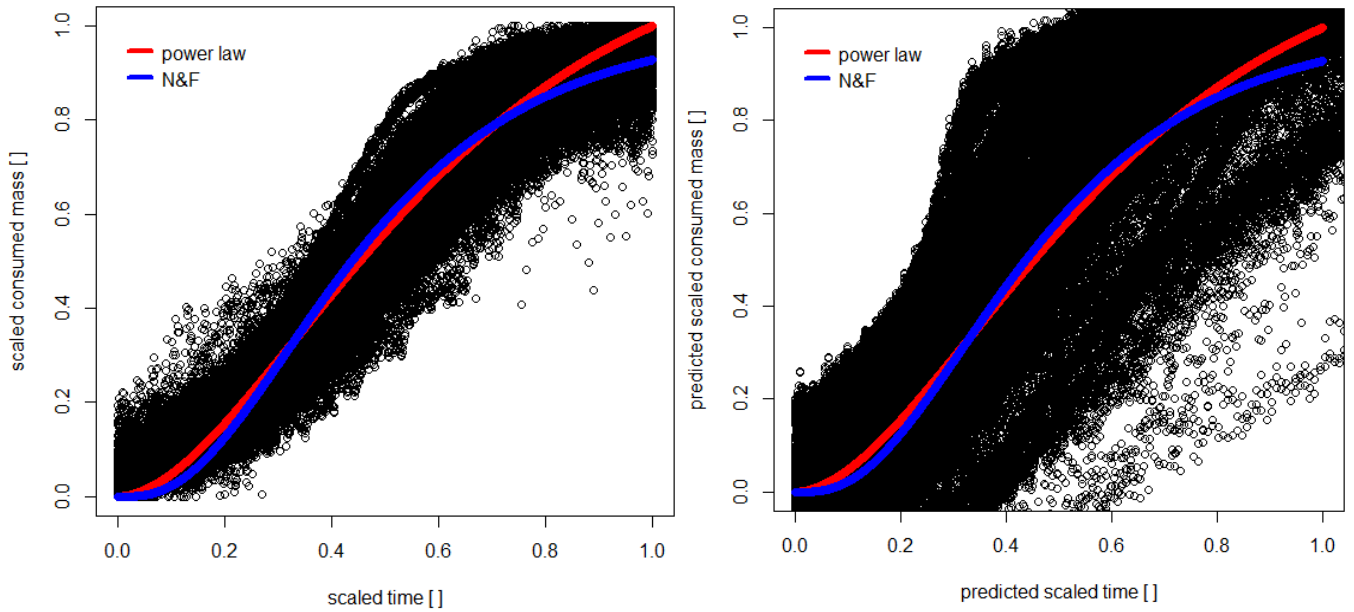 scaled consumed mass [ ]
1.0
0.8
0.6
0.4
0.2
0.0
power law
N&F
0.0 0.2 0.4 0.6 0.8 1.0
scaled time [ ]
predicted scaled consumed mass [ ]
1.0
0.8
0.6
0.4
0.2
0.0
power law
N&F
0.0 0.2 0.4 0.6 0.8 1.0
predicted scaled time [ ]